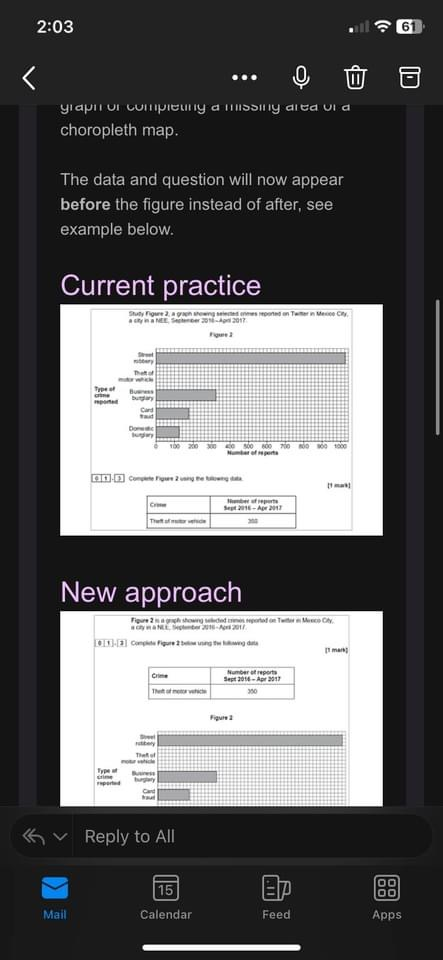 2:03
61
graph or completing a missing area of a
choropleth map.
The data and question will now appear
before the figure instead of after, see
example below.
Current practice
Study Figure 2, a graph showing selected crimes reported on Twitter in Mexico City,
a city in a NEE, September 2016–April 2017.
Figure 2
Type of
crime
reported
Street
robbery
Theft of
motor vehicle
Business
burglary
Card
fraud
Domestic
burglary
0 100 200 300 400 500 600 700 800 900 1000
Number of reports
0 1 . 3 Complete Figure 2 using the following data.
[1 mark]
Crime
Number of reports
Sept 2016 – Apr 2017
Theft of motor vehicle
350
New approach
Figure 2 is a graph showing selected crimes reported on Twitter in Mexico City,
a city in a NEE, September 2016–April 2017.
0 1 . 3 Complete Figure 2 below using the following data.
[1 mark]
Crime
Number of reports
Sept 2016 – Apr 2017
Theft of motor vehicle
350
Figure 2
Type of
crime
reported
Street
robbery
Theft of
motor vehicle
Business
burglary
Card
fraud
Reply to All
15
Mail
Calendar
Feed
Apps